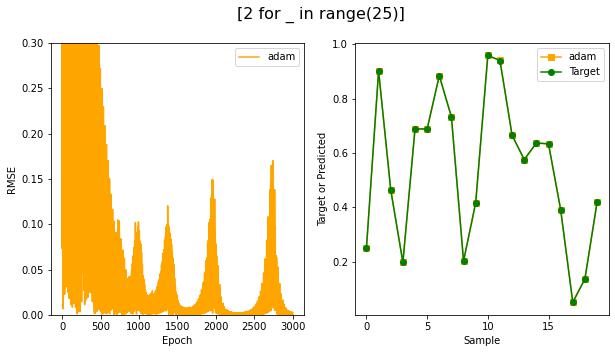 [2 for _ in range(25)]
0.30
0.25
0.20
0.15
0.10
0.05
0.00
RMSE
0
500
1000
1500
2000
2500
3000
Epoch
adam
1.0
0.8
0.6
0.4
0.2
Target or Predicted
0
5
10
15
Sample
adam
Target